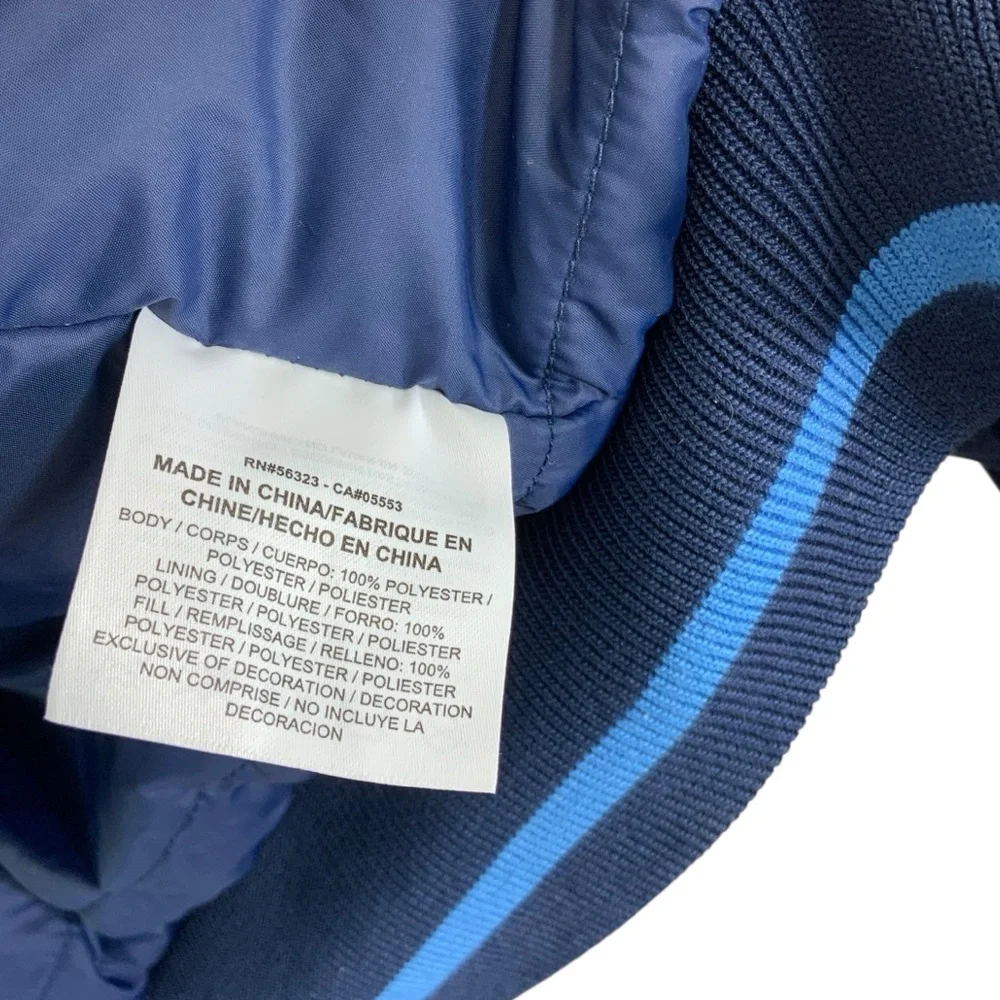 RN#56323 - CA#05553
MADE IN CHINA/FABRIQUE EN
CHINE/HECHO EN CHINA
BODY / CORPS / CUERPO: 100% POLYESTER /
POLYESTER / POLIESTER
LINING / DOUBLURE / FORRO: 100%
POLYESTER / POLYESTER / POLIESTER
FILL / REMPLISSAGE / RELLENO: 100%
POLYESTER / POLYESTER / POLIESTER
EXCLUSIVE OF DECORATION / DECORATION
NON COMPRISE / NO INCLUYE LA
DECORACION